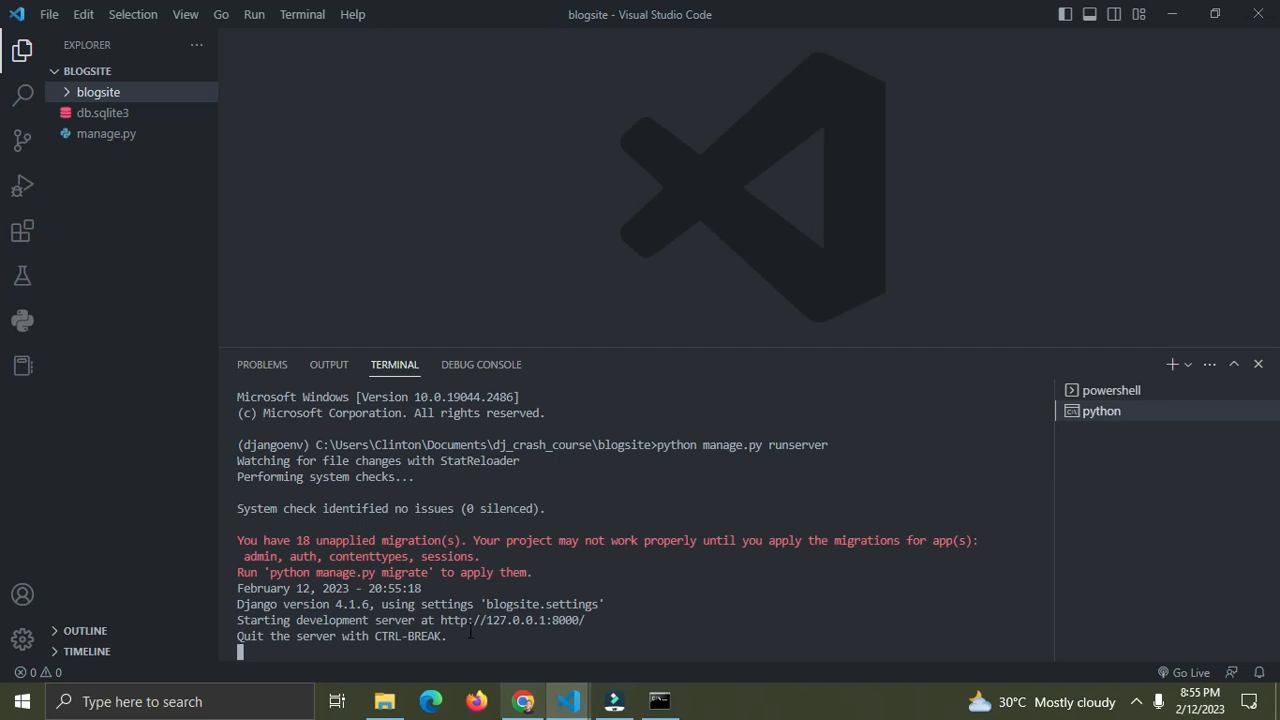 File Edit Selection View Go Run Terminal Help
blogsite - Visual Studio Code
EXPLORER
BLOGSITE
blogsite
db.sqlite3
manage.py
PROBLEMS OUTPUT TERMINAL DEBUG CONSOLE
powershell
python
Microsoft Windows [Version 10.0.19044.2486]
(c) Microsoft Corporation. All rights reserved.
(djangoenv) C:\Users\Clinton\Documents\dj_crash_course\blogsite>python manage.py runserver
Watching for file changes with StatReloader
Performing system checks...
System check identified no issues (0 silenced).
You have 18 unapplied migration(s). Your project may not work properly until you apply the migrations for app(s):
admin, auth, contenttypes, sessions.
Run 'python manage.py migrate' to apply them.
February 12, 2023 - 20:55:18
Django version 4.1.6, using settings 'blogsite.settings'
Starting development server at http://127.0.0.1:8000/
Quit the server with CTRL-BREAK.
OUTLINE
TIMELINE
0 0
Go Live
Type here to search
30°C Mostly cloudy
8:55 PM
2/12/2023